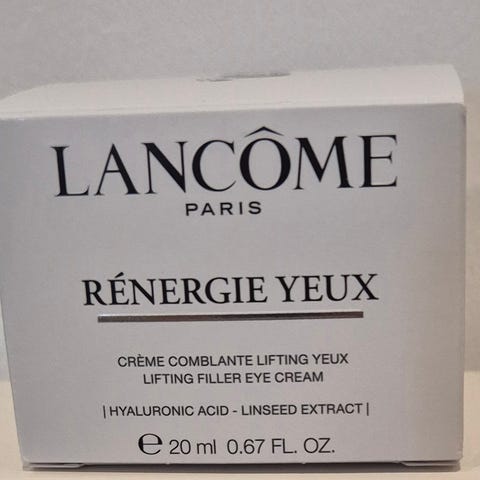 LANCÔME
PARIS
RÉNERGIE YEUX
CRÈME COMBLANTE LIFTING YEUX
LIFTING FILLER EYE CREAM
| HYALURONIC ACID - LINSEED EXTRACT |
℮ 20 ml 0.67 FL. OZ.